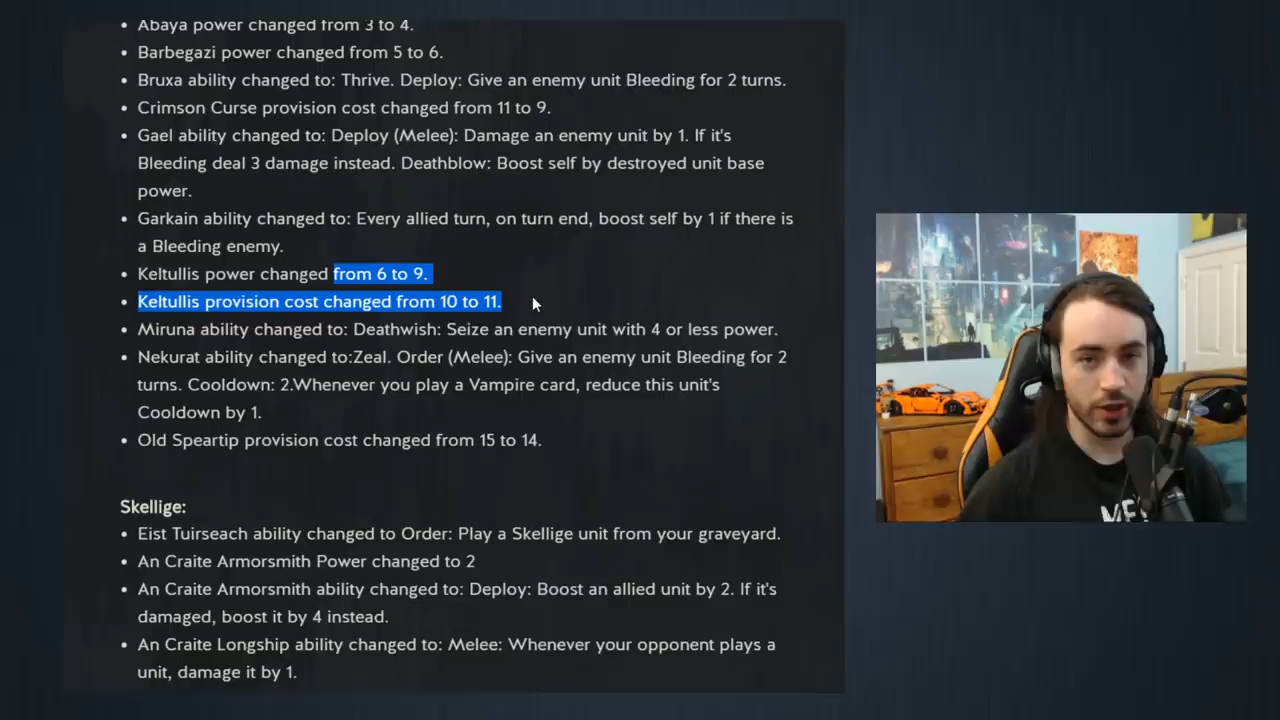 • Abaya power changed from 3 to 4.
• Barbegazi power changed from 5 to 6.
• Bruxa ability changed to: Thrive. Deploy: Give an enemy unit Bleeding for 2 turns.
• Crimson Curse provision cost changed from 11 to 9.
• Gael ability changed to: Deploy (Melee): Damage an enemy unit by 1. If it's
Bleeding deal 3 damage instead. Deathblow: Boost self by destroyed unit base
power.
• Garkain ability changed to: Every allied turn, on turn end, boost self by 1 if there is
a Bleeding enemy.
• Keltullis power changed from 6 to 9.
• Keltullis provision cost changed from 10 to 11.
• Miruna ability changed to: Deathwish: Seize an enemy unit with 4 or less power.
• Nekurat ability changed to:Zeal. Order (Melee): Give an enemy unit Bleeding for 2
turns. Cooldown: 2.Whenever you play a Vampire card, reduce this unit's
Cooldown by 1.
• Old Speartip provision cost changed from 15 to 14.
Skellige:
• Eist Tuirseach ability changed to Order: Play a Skellige unit from your graveyard.
• An Craite Armorsmith Power changed to 2
• An Craite Armorsmith ability changed to: Deploy: Boost an allied unit by 2. If it's
damaged, boost it by 4 instead.
• An Craite Longship ability changed to: Melee: Whenever your opponent plays a
unit, damage it by 1.